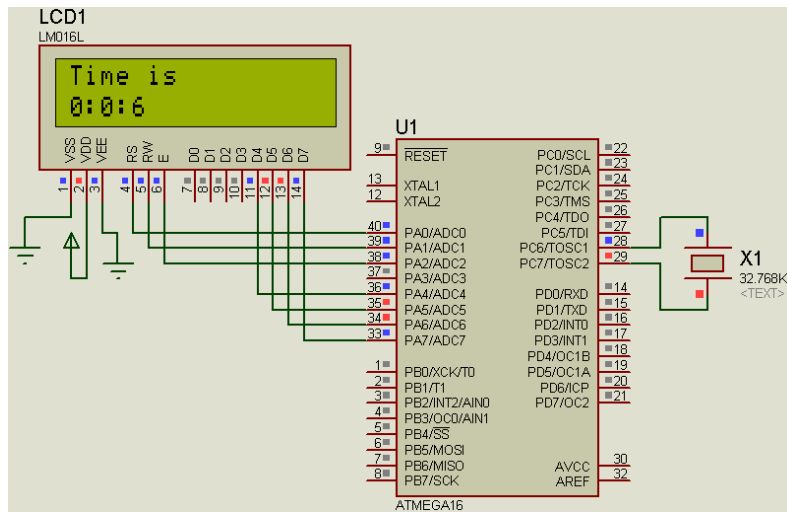 LCD1
LM016L
Time is
0:0:6
VSS
VDD
VEE
RS
RW
E
D0
D1
D2
D3
D4
D5
D6
D7
1
2
3
4
5
6
7
8
9
10
11
12
13
14
U1
9 RESET
13 XTAL1
12 XTAL2
40 PA0/ADC0
39 PA1/ADC1
38 PA2/ADC2
37 PA3/ADC3
36 PA4/ADC4
35 PA5/ADC5
34 PA6/ADC6
33 PA7/ADC7
1 PB0/XCK/T0
2 PB1/T1
3 PB2/INT2/AIN0
4 PB3/OC0/AIN1
5 PB4/SS
6 PB5/MOSI
7 PB6/MISO
8 PB7/SCK
PC0/SCL 22
PC1/SDA 23
PC2/TCK 24
PC3/TMS 25
PC4/TDO 26
PC5/TDI 27
PC6/TOSC1 28
PC7/TOSC2 29
PD0/RXD 14
PD1/TXD 15
PD2/INT0 16
PD3/INT1 17
PD4/OC1B 18
PD5/OC1A 19
PD6/ICP 20
PD7/OC2 21
AVCC 30
AREF 32
ATMEGA16
X1
32.768K
<TEXT>